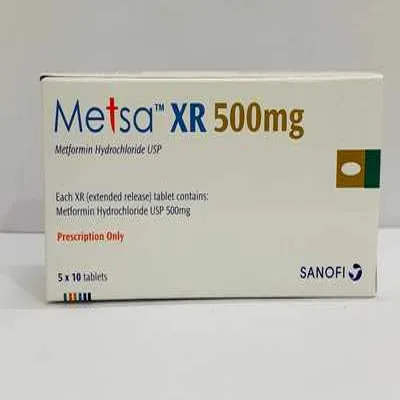 Metsa™ XR 500mg
Metformin Hydrochloride USP
Each XR (extended release) tablet contains:
Metformin Hydrochloride USP 500mg
Prescription Only
5 x 10 tablets
SANOFI